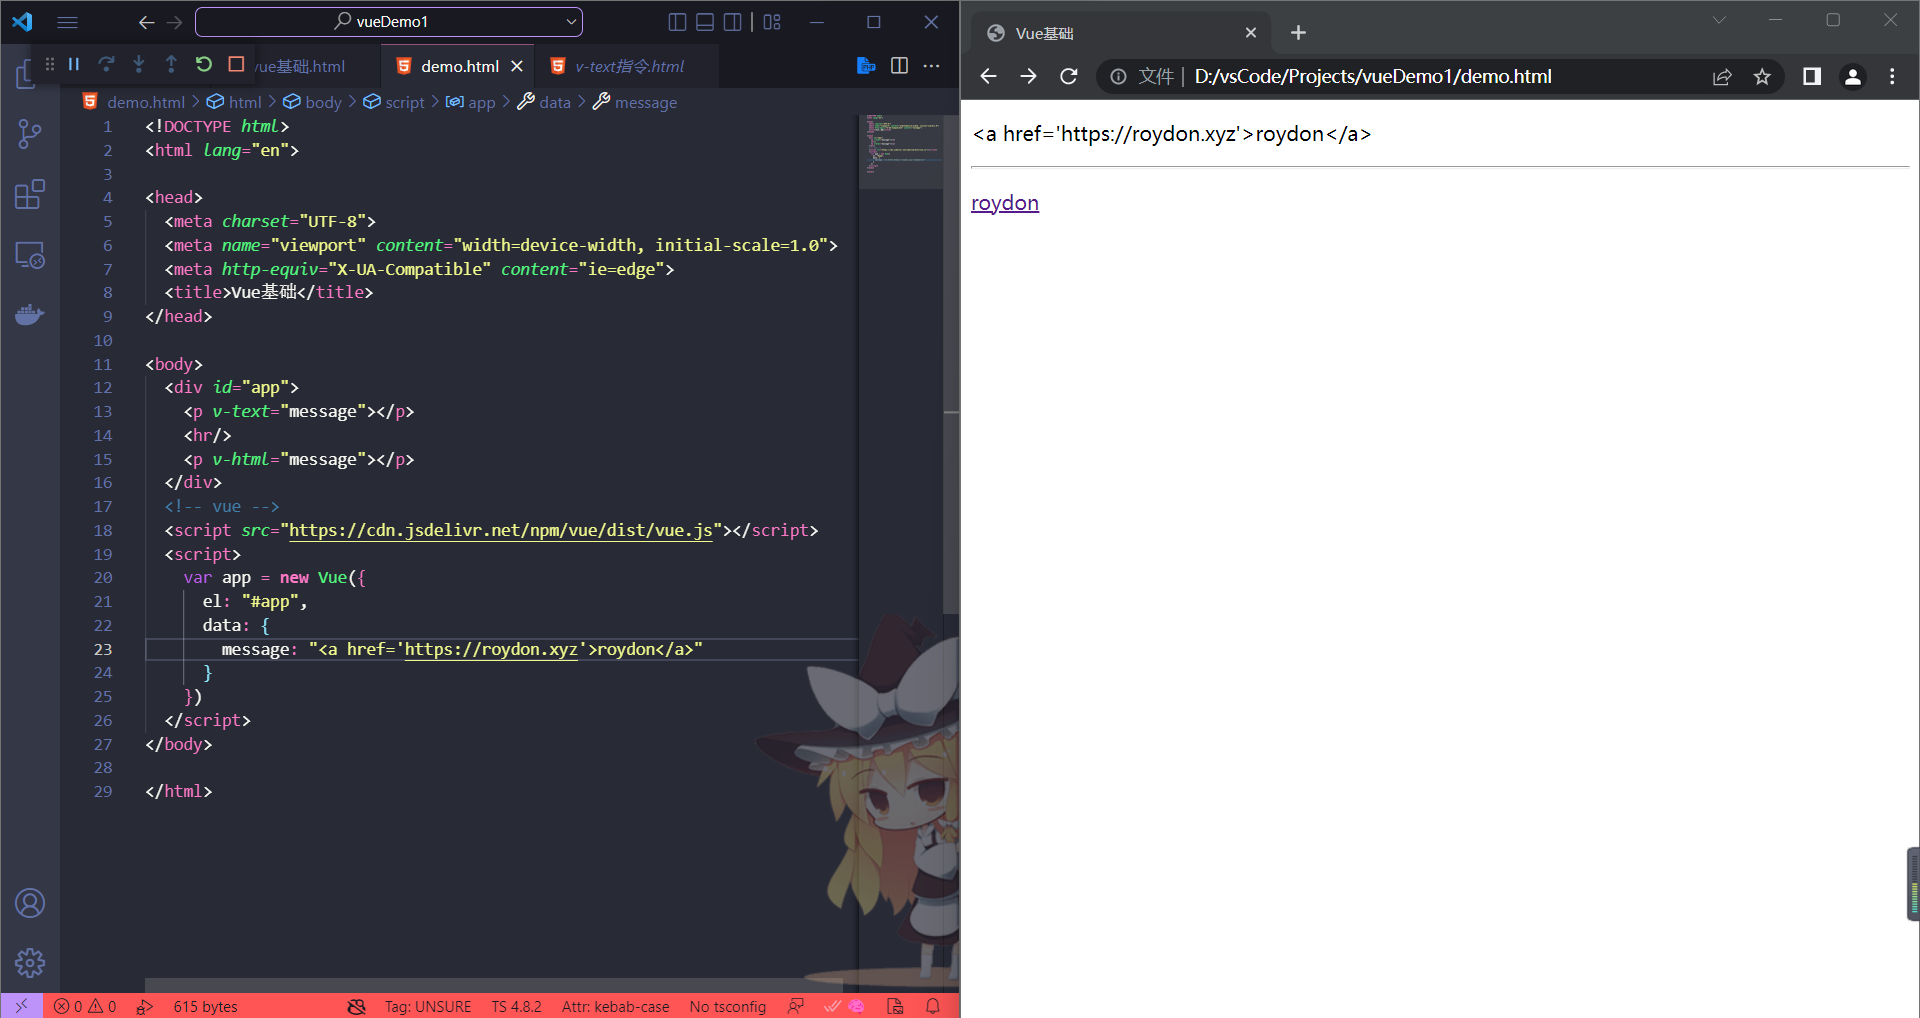 vueDemo1
vue基础.html
demo.html
v-text指令.html
demo.html > html > body > script > app > data > message
1 <!DOCTYPE html>
2 <html lang="en">
3
4 <head>
5 <meta charset="UTF-8">
6 <meta name="viewport" content="width=device-width, initial-scale=1.0">
7 <meta http-equiv="X-UA-Compatible" content="ie=edge">
8 <title>Vue基础</title>
9 </head>
10
11 <body>
12 <div id="app">
13 <p v-text="message"></p>
14 <hr/>
15 <p v-html="message"></p>
16 </div>
17 <!-- vue -->
18 <script src="https://cdn.jsdelivr.net/npm/vue/dist/vue.js"></script>
19 <script>
20 var app = new Vue({
21 el: "#app",
22 data: {
23 message: "<a href='https://roydon.xyz'>roydon</a>"
24 }
25 })
26 </script>
27 </body>
28
29 </html>
0 0 615 bytes Tag: UNSURE TS 4.8.2 Attr: kebab-case No tsconfig
Vue基础
文件 | D:/vsCode/Projects/vueDemo1/demo.html
<a href='https://roydon.xyz'>roydon</a>
roydon